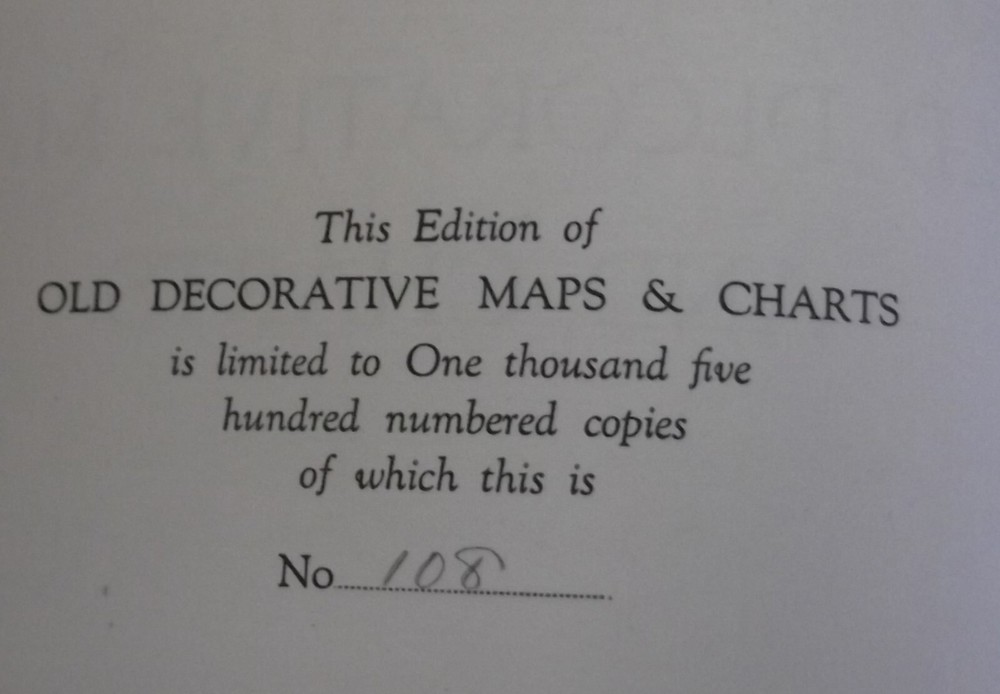 This Edition of
OLD DECORATIVE MAPS & CHARTS
is limited to One thousand five
hundred numbered copies
of which this is
No 108